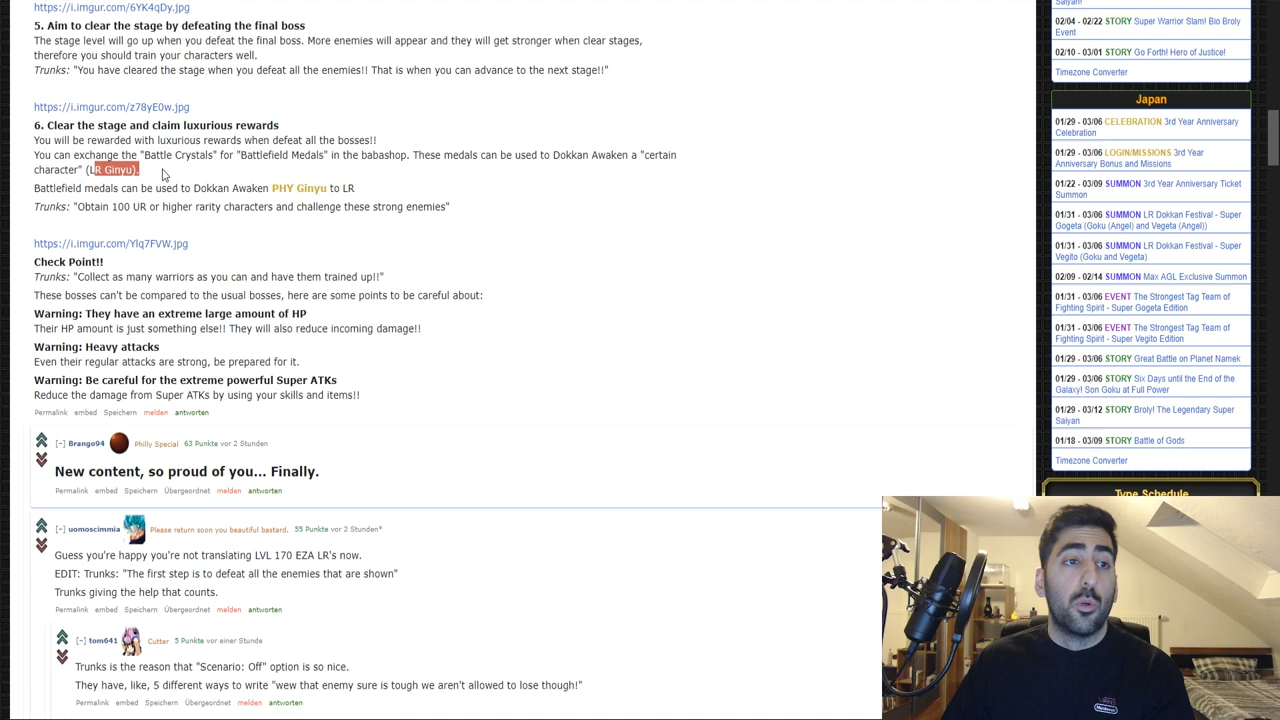 https://i.imgur.com/6YK4qDy.jpg
5. Aim to clear the stage by defeating the final boss
The stage level will go up when you defeat the final boss. More enemies will appear and they will get stronger when clear stages,
therefore you should train your characters well.
Trunks: "You have cleared the stage when you defeat all the enemies!! That is when you can advance to the next stage!!"
https://i.imgur.com/z78yE0w.jpg
6. Clear the stage and claim luxurious rewards
You will be rewarded with luxurious rewards when defeat all the bosses!!
You can exchange the "Battle Crystals" for "Battlefield Medals" in the babashop. These medals can be used to Dokkan Awaken a "certain
character" (LR Ginyu).
Battlefield medals can be used to Dokkan Awaken PHY Ginyu to LR
Trunks: "Obtain 100 UR or higher rarity characters and challenge these strong enemies"
https://i.imgur.com/Ylq7FVW.jpg
Check Point!!
Trunks: "Collect as many warriors as you can and have them trained up!!"
These bosses can't be compared to the usual bosses, here are some points to be careful about:
Warning: They have an extreme large amount of HP
Their HP amount is just something else!! They will also reduce incoming damage!!
Warning: Heavy attacks
Even their regular attacks are strong, be prepared for it.
Warning: Be careful for the extreme powerful Super ATKs
Reduce the damage from Super ATKs by using your skills and items!!
Permalink embed Speichern melden antworten
[-] Brango94 Philly Special 63 Punkte vor 2 Stunden
New content, so proud of you... Finally.
Permalink embed Speichern Übergeordnet melden antworten
[-] uomoscimmia Please return soon you beautiful bastard. 55 Punkte vor 2 Stunden*
Guess you're happy you're not translating LVL 170 EZA LR's now.
EDIT: Trunks: "The first step is to defeat all the enemies that are shown"
Trunks giving the help that counts.
Permalink embed Speichern Übergeordnet melden antworten
[-] tom641 Cutter 5 Punkte vor einer Stunde
Trunks is the reason that "Scenario: Off" option is so nice.
They have, like, 5 different ways to write "wew that enemy sure is tough we aren't allowed to lose though!"
Permalink embed Speichern Übergeordnet melden antworten
Saiyan!
02/04 - 02/22 STORY Super Warrior Slam! Bio Broly
Event
02/10 - 03/01 STORY Go Forth! Hero of Justice!
Timezone Converter
Japan
01/29 - 03/06 CELEBRATION 3rd Year Anniversary
Celebration
01/29 - 03/06 LOGIN/MISSIONS 3rd Year
Anniversary Bonus and Missions
01/22 - 03/09 SUMMON 3rd Year Anniversary Ticket
Summon
01/31 - 03/06 SUMMON LR Dokkan Festival - Super
Gogeta (Goku (Angel) and Vegeta (Angel))
01/31 - 03/06 SUMMON LR Dokkan Festival - Super
Vegito (Goku and Vegeta)
02/09 - 02/14 SUMMON Max AGL Exclusive Summon
01/31 - 03/06 EVENT The Strongest Tag Team of
Fighting Spirit - Super Gogeta Edition
01/31 - 03/06 EVENT The Strongest Tag Team of
Fighting Spirit - Super Vegito Edition
01/29 - 03/06 STORY Great Battle on Planet Namek
01/29 - 03/06 STORY Six Days until the End of the
Galaxy! Son Goku at Full Power
01/29 - 03/12 STORY Broly! The Legendary Super
Saiyan
01/18 - 03/09 STORY Battle of Gods
Timezone Converter
Type Schedule
Nintendo